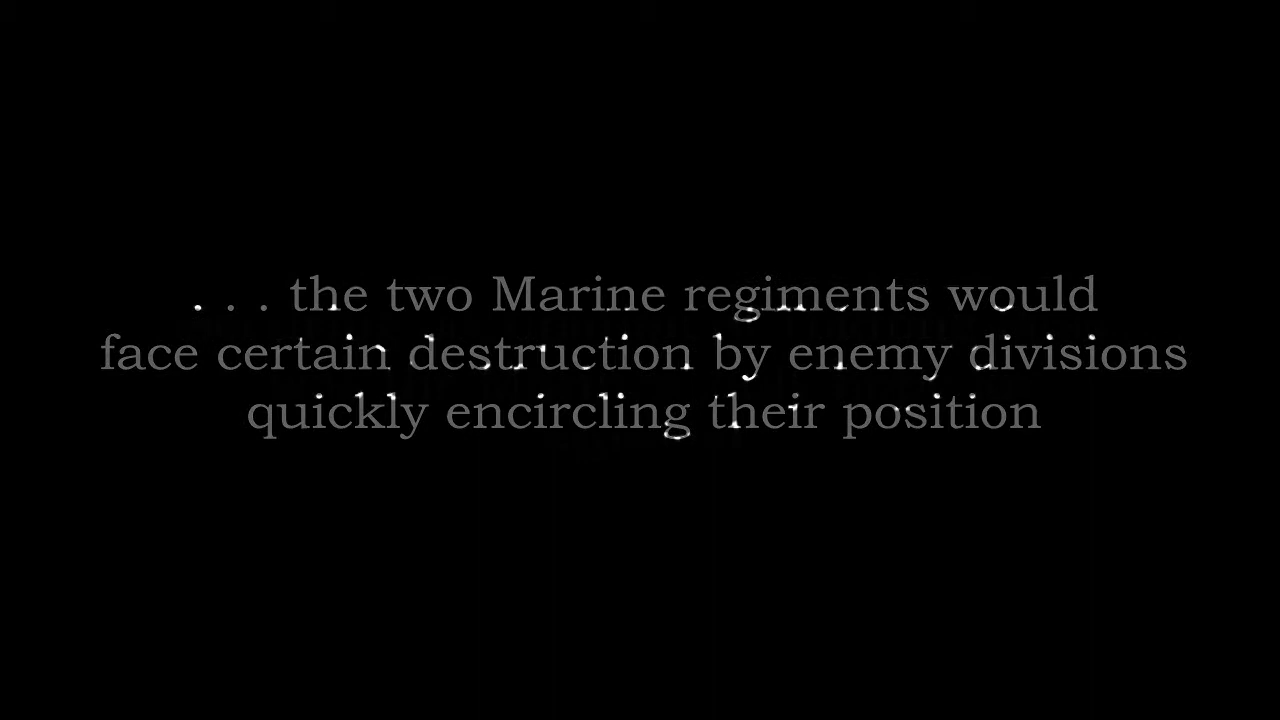 . . . the two Marine regiments would
face certain destruction by enemy divisions
quickly encircling their position